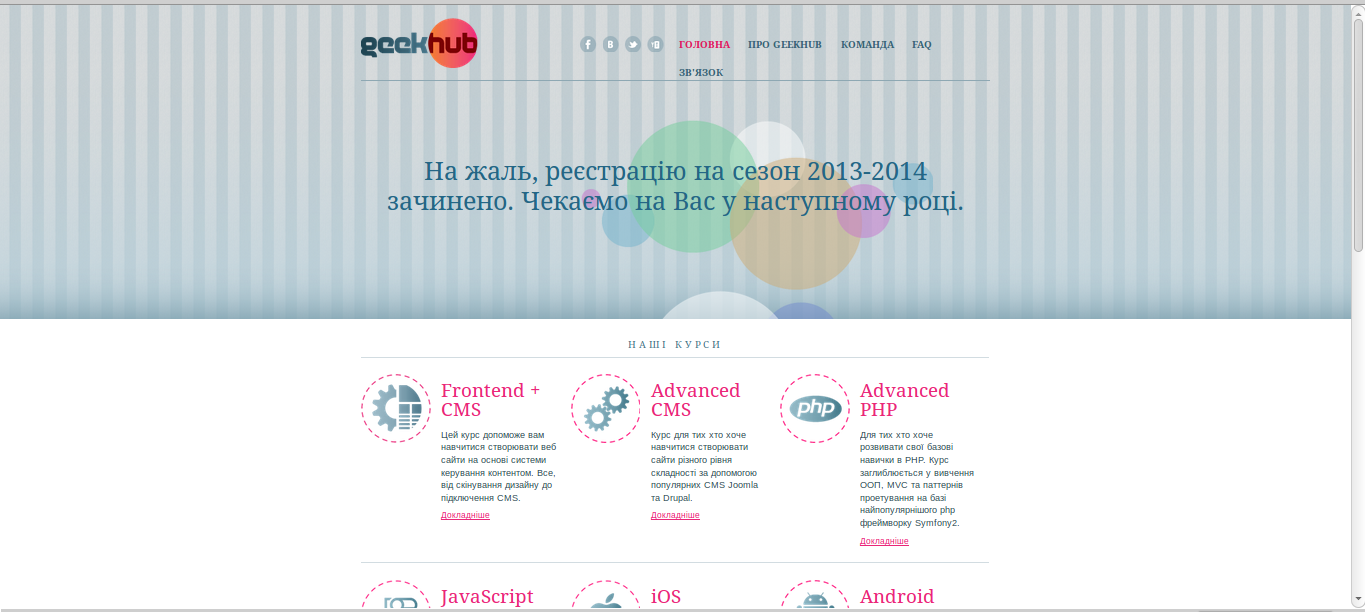 geekhub
ГОЛОВНА ПРО GEEKHUB КОМАНДА FAQ
ЗВ'ЯЗОК
На жаль, реєстрацію на сезон 2013-2014
зачинено. Чекаємо на Вас у наступному році.
НАШІ КУРСИ
Frontend +
CMS
Цей курс допоможе вам
навчитися створювати веб
сайти на основі системи
керування контентом. Все,
від скінування дизайну до
підключення CMS.
Докладніше
Advanced
CMS
Курс для тих хто хоче
навчитися створювати
сайти різного рівня
складності за допомогою
популярних CMS Joomla
та Drupal.
Докладніше
php
Advanced
PHP
Для тих хто хоче
розвивати свої базові
навички в PHP. Курс
заглиблюється у вивчення
ООП, MVC та паттернів
проетування на базі
найпопулярнішого php
фреймворку Symfony2.
Докладніше
JavaScript
iOS
Android